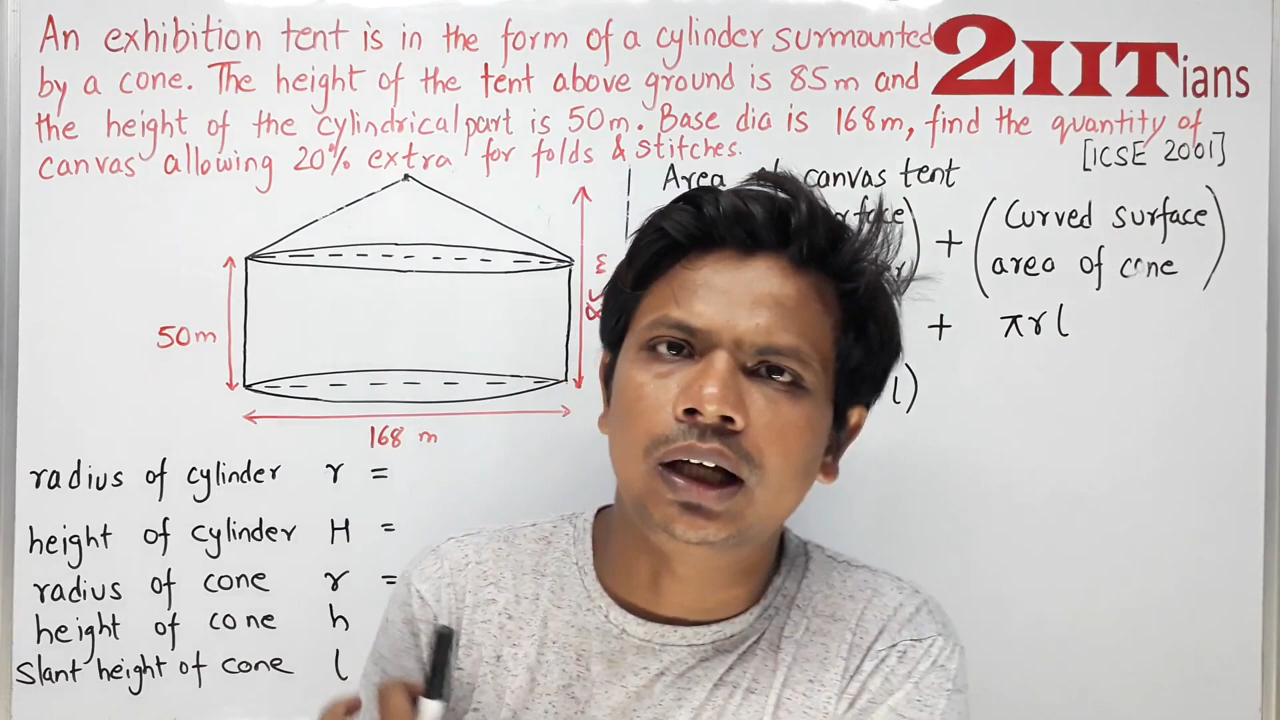 An exhibition tent is in the form of a cylinder surmounted
by a cone. The height of the tent above ground is 85m and
the height of the cylindrical part is 50m. Base dia is 168m, find the quantity of
canvas allowing 20% extra for folds & stitches.
2IITians
[ICSE 2001]
Area canvas tent
+ (Curved surface
area of cone)
+ πrl
l)
50m
168 m
radius of cylinder r =
height of cylinder H =
radius of cone r =
height of cone h
Slant height of cone l